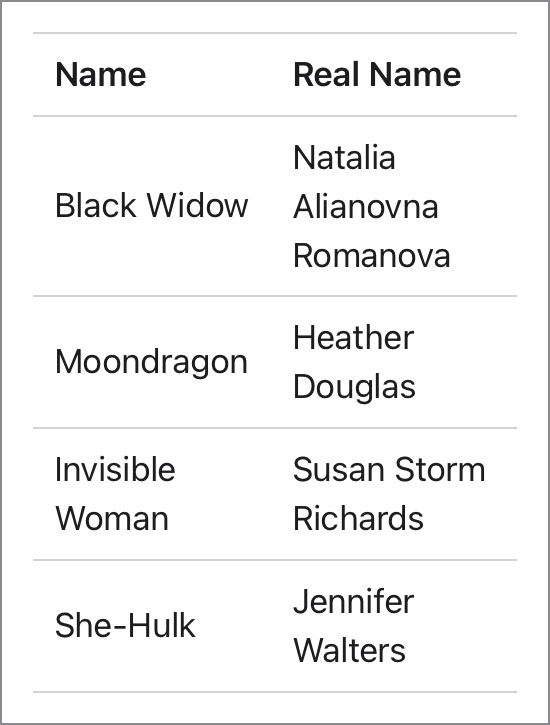 Name Real Name
Black Widow Natalia
Alianovna
Romanova
Moondragon Heather
Douglas
Invisible
Woman
Susan Storm
Richards
She-Hulk Jennifer
Walters